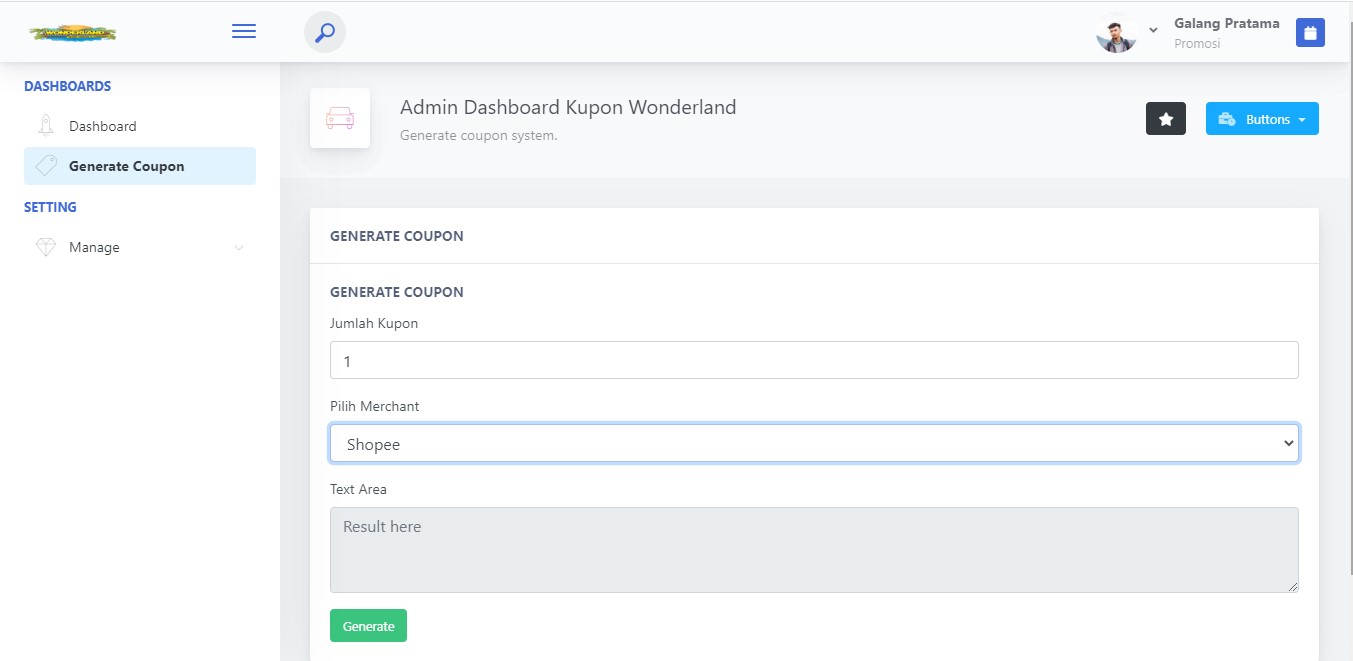 WONDERLAND
Galang Pratama
Promosi
DASHBOARDS
Dashboard
Generate Coupon
SETTING
Manage
Admin Dashboard Kupon Wonderland
Generate coupon system.
Buttons
GENERATE COUPON
GENERATE COUPON
Jumlah Kupon
1
Pilih Merchant
Shopee
Text Area
Result here
Generate